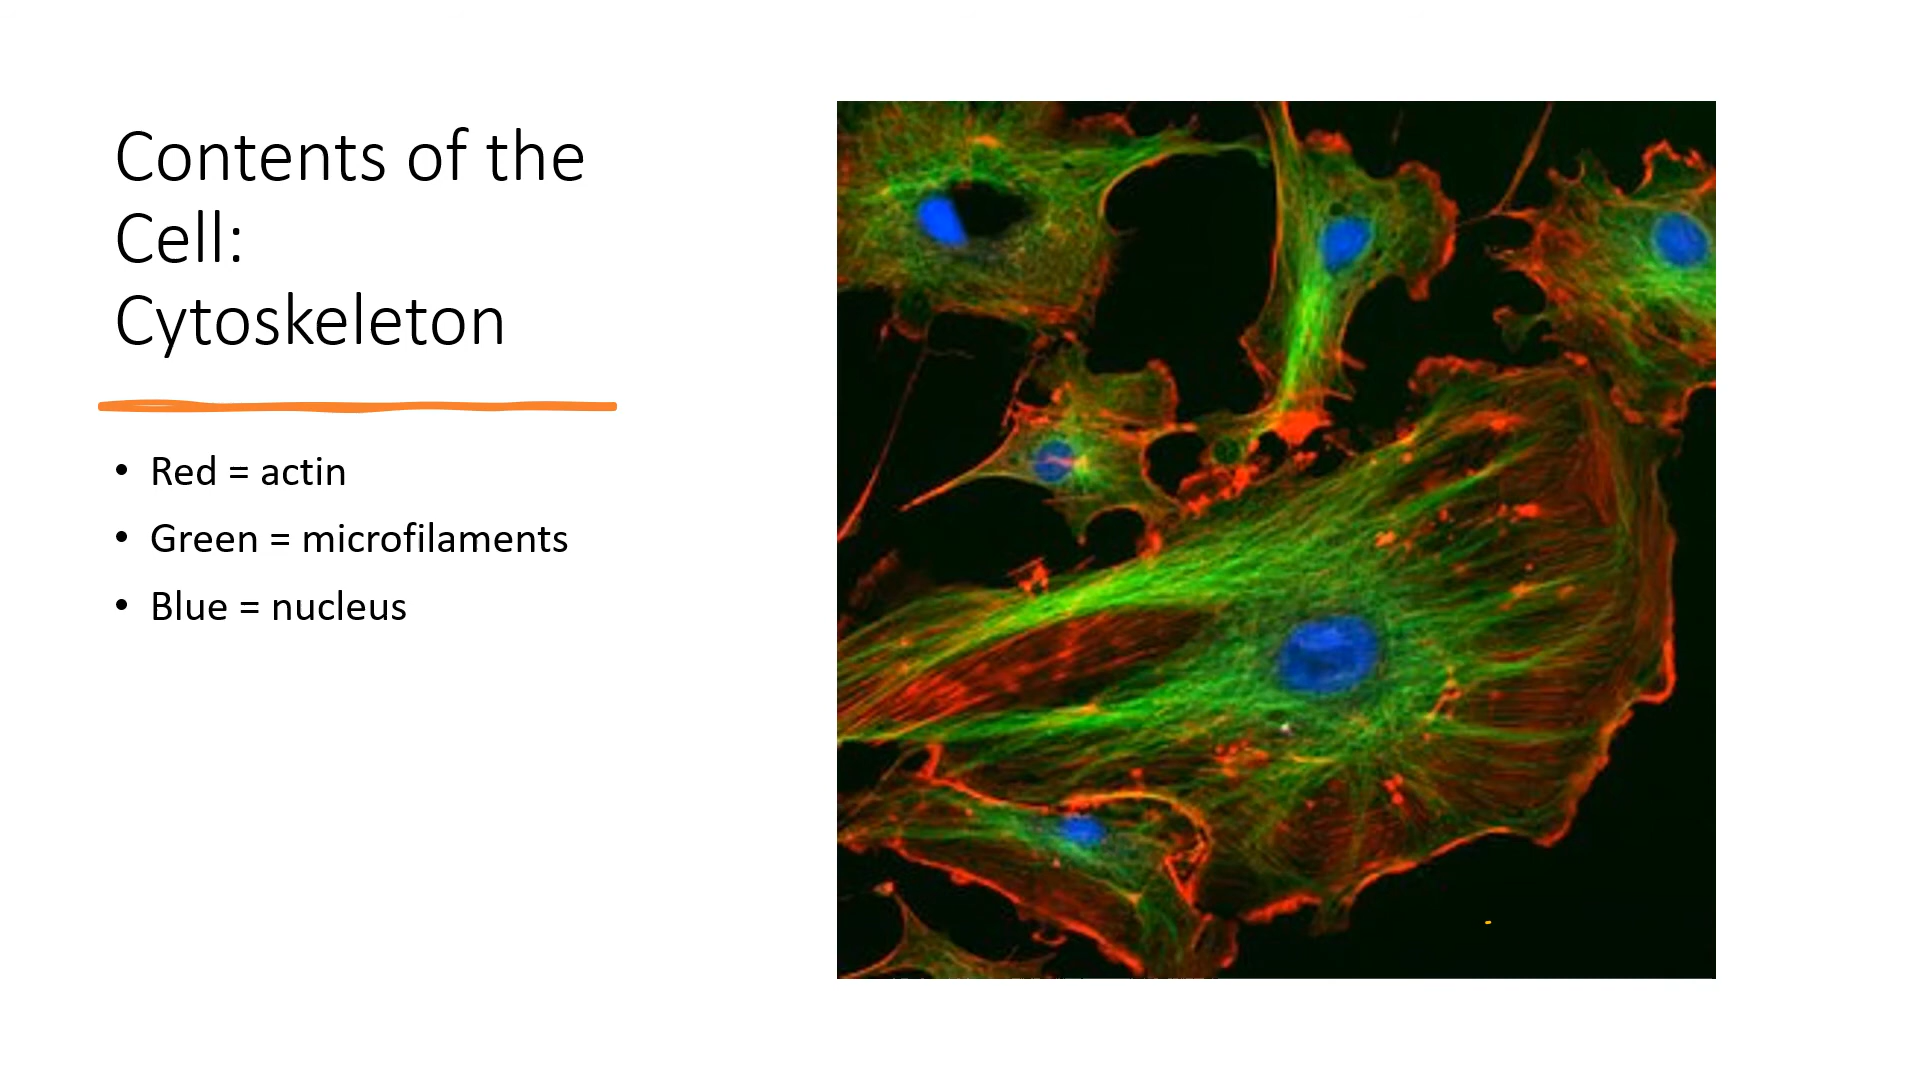 Contents of the
Cell:
Cytoskeleton
• Red = actin
• Green = microfilaments
• Blue = nucleus